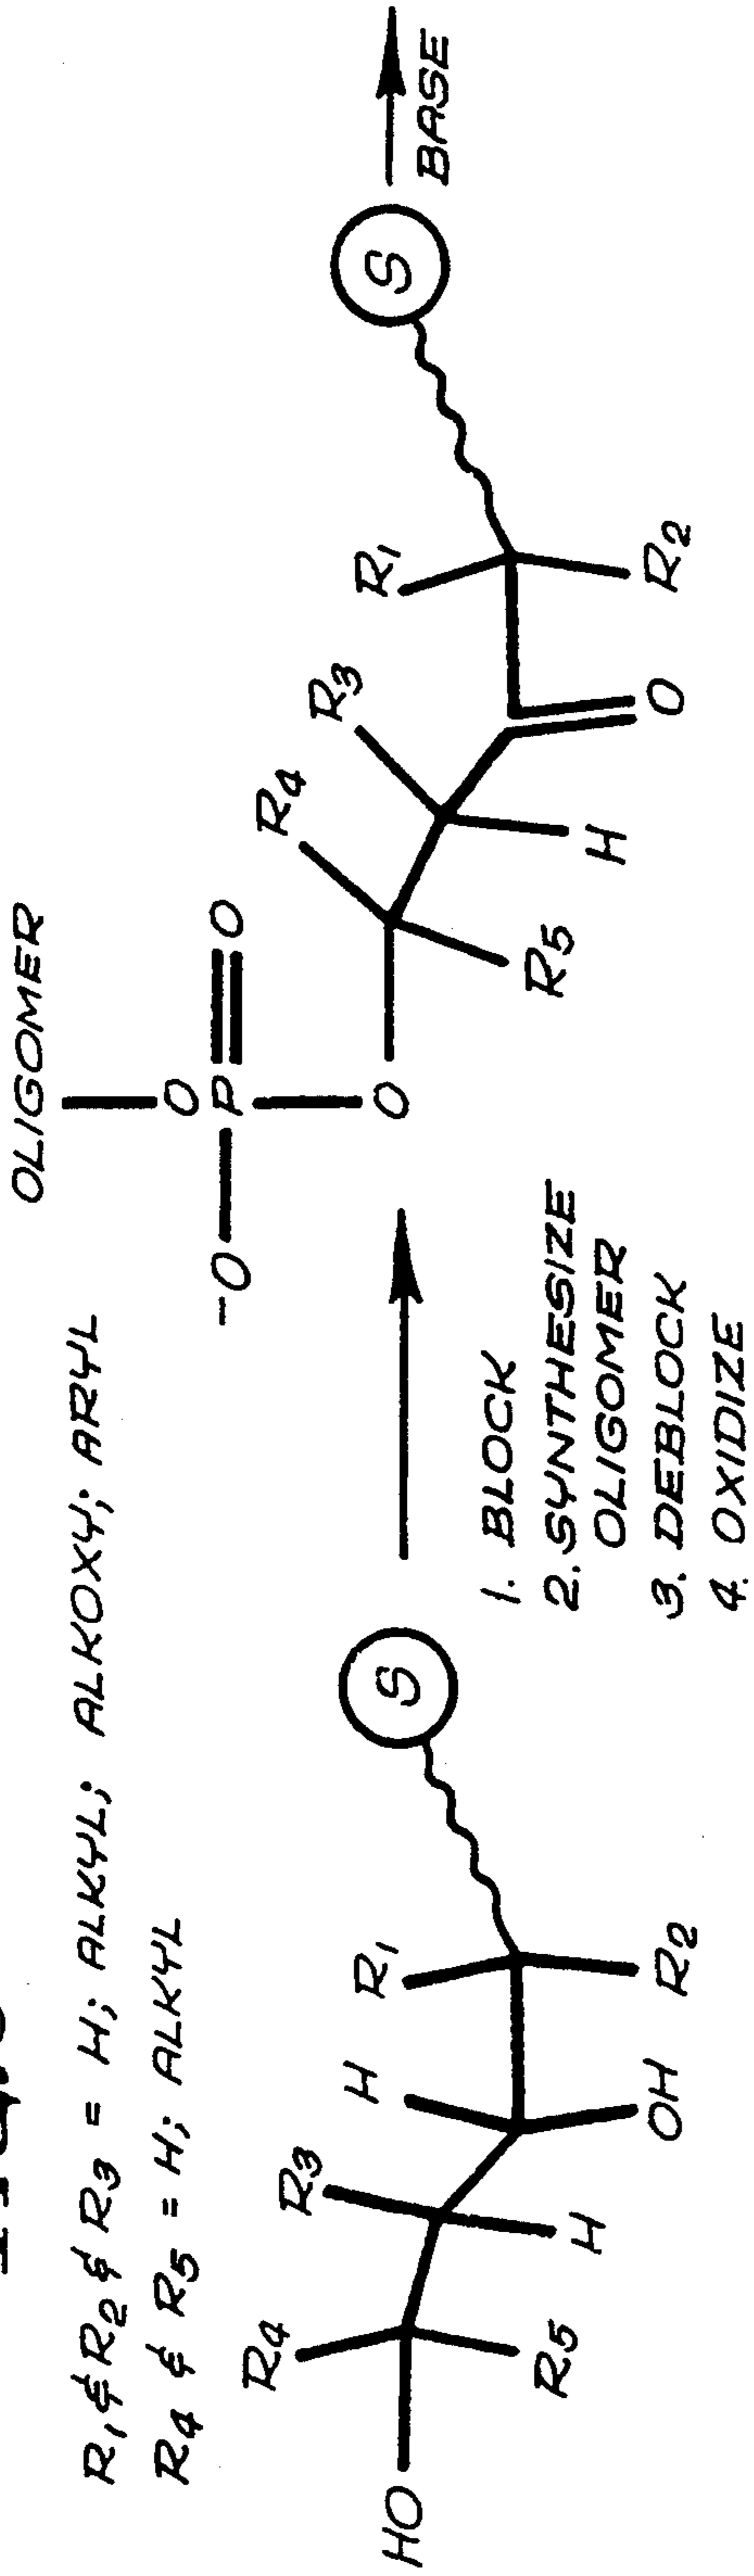 R1 & R2 & R3 = H; ALKYL; ALKOXY; ARYL
R4 & R5 = H; ALKYL
HO
R4
R5
R3
H
H
OH
R1
R2
S
1. BLOCK
2. SYNTHESIZE
OLIGOMER
3. DEBLOCK
4. OXIDIZE
OLIGOMER
O
-O
P
O
O
R4
R5
R3
H
O
R1
R2
S
BASE